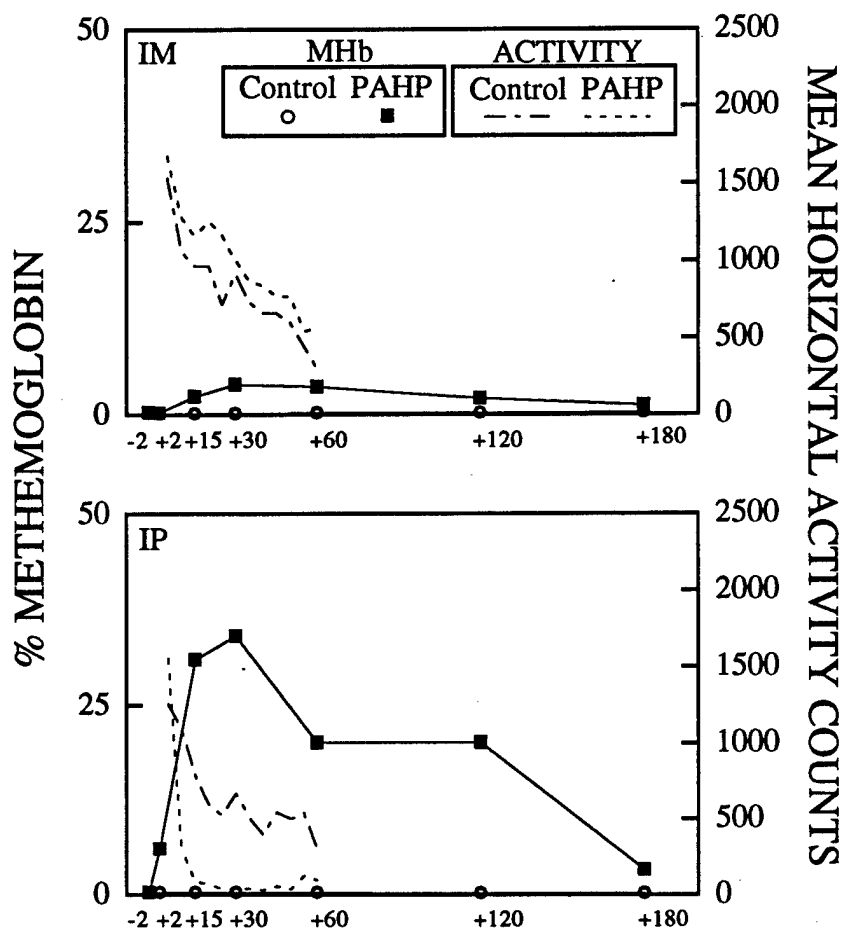 50
2500
IM
MHb
ACTIVITY
Control PAHP
Control PAHP
2000
1500
25
1000
500
0
0
-2 +2 +15 +30 +60 +120 +180
50
2500
IP
2000
1500
25
1000
500
0
0
-2 +2 +15 +30 +60 +120 +180
% METHEMOGLOBIN
MEAN HORIZONTAL ACTIVITY COUNTS